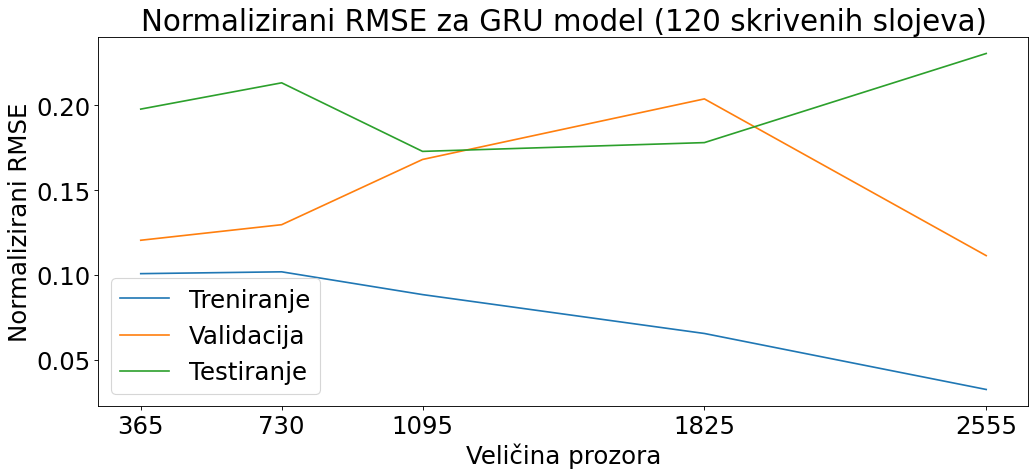 Normalizirani RMSE za GRU model (120 skrivenih slojeva)
Normalizirani RMSE
0.20
0.15
0.10
0.05
Treniranje
Validacija
Testiranje
365 730 1095 1825 2555
Veličina prozora